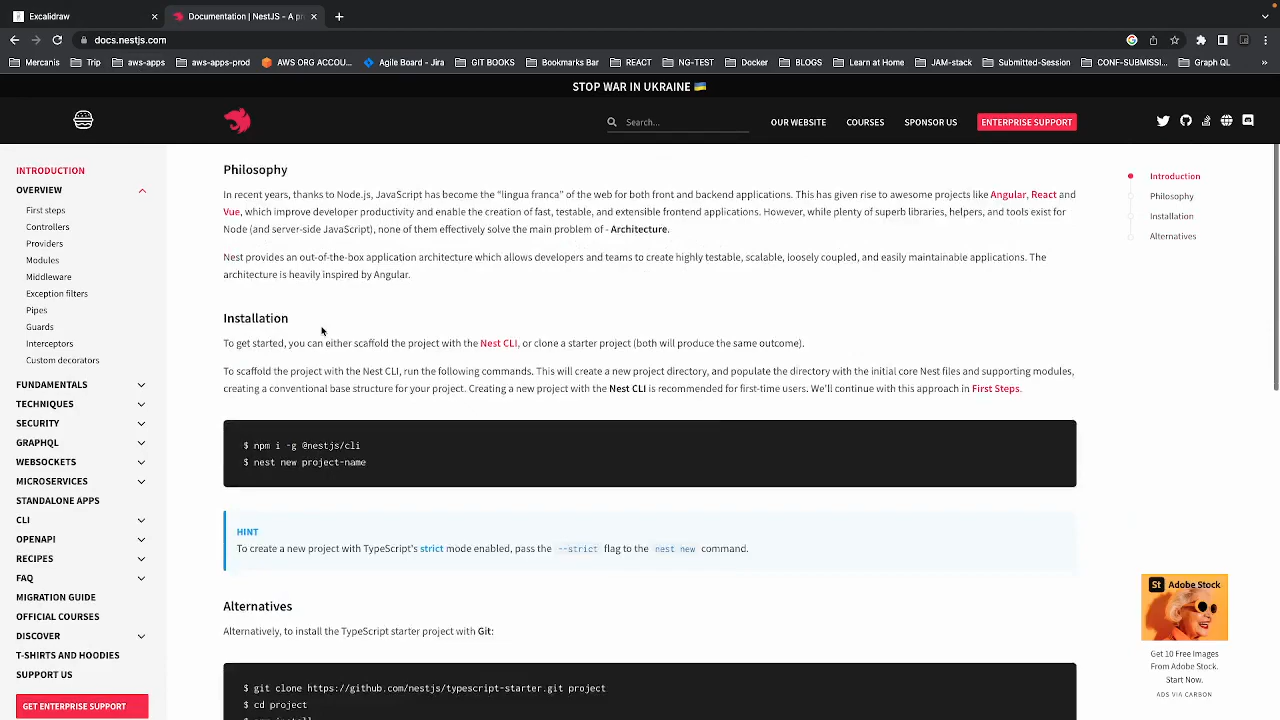 Excalidraw
Documentation | NestJS - A pr
docs.nestjs.com
Mercanis
Trip
aws-apps
aws-apps-prod
AWS ORG ACCOU...
Agile Board - Jira
GIT BOOKS
Bookmarks Bar
REACT
NG-TEST
Docker
BLOGS
Learn at Home
JAM-stack
Submitted-Session
CONF-SUBMISSI...
Graph QL
»
STOP WAR IN UKRAINE 🇺🇦
Search...
OUR WEBSITE
COURSES
SPONSOR US
ENTERPRISE SUPPORT
INTRODUCTION
OVERVIEW
First steps
Controllers
Providers
Modules
Middleware
Exception filters
Pipes
Guards
Interceptors
Custom decorators
FUNDAMENTALS
TECHNIQUES
SECURITY
GRAPHQL
WEBSOCKETS
MICROSERVICES
STANDALONE APPS
CLI
OPENAPI
RECIPES
FAQ
MIGRATION GUIDE
OFFICIAL COURSES
DISCOVER
T-SHIRTS AND HOODIES
SUPPORT US
GET ENTERPRISE SUPPORT
Philosophy
In recent years, thanks to Node.js, JavaScript has become the “lingua franca” of the web for both front and backend applications. This has given rise to awesome projects like Angular, React and
Vue, which improve developer productivity and enable the creation of fast, testable, and extensible frontend applications. However, while plenty of superb libraries, helpers, and tools exist for
Node (and server-side JavaScript), none of them effectively solve the main problem of - Architecture.
Nest provides an out-of-the-box application architecture which allows developers and teams to create highly testable, scalable, loosely coupled, and easily maintainable applications. The
architecture is heavily inspired by Angular.
Installation
To get started, you can either scaffold the project with the Nest CLI, or clone a starter project (both will produce the same outcome).
To scaffold the project with the Nest CLI, run the following commands. This will create a new project directory, and populate the directory with the initial core Nest files and supporting modules,
creating a conventional base structure for your project. Creating a new project with the Nest CLI is recommended for first-time users. We'll continue with this approach in First Steps.
$ npm i -g @nestjs/cli
$ nest new project-name
HINT
To create a new project with TypeScript's strict mode enabled, pass the --strict flag to the nest new command.
Alternatives
Alternatively, to install the TypeScript starter project with Git:
$ git clone https://github.com/nestjs/typescript-starter.git project
$ cd project
Introduction
Philosophy
Installation
Alternatives
St Adobe Stock
Get 10 Free Images
From Adobe Stock.
Start Now.
ADS VIA CARBON